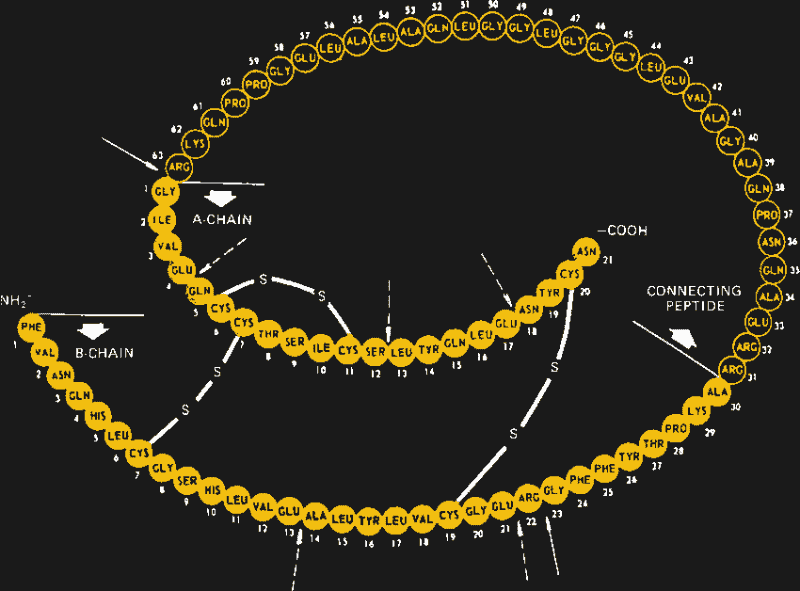 NH2-
PHE 1
VAL 2
ASN 3
GLN 4
HIS 5
LEU 6
CYS 7
GLY 8
SER 9
HIS 10
LEU 11
VAL 12
GLU 13
ALA 14
LEU 15
TYR 16
LEU 17
VAL 18
CYS 19
GLY 20
GLU 21
ARG 22
GLY 23
PHE 24
PHE 25
TYR 26
THR 27
PRO 28
LYS 29
ALA 30
ARG 31
ARG 32
GLU 33
ALA 34
GLN 35
ASN 36
PRO 37
GLN 38
ALA 39
GLY 40
ALA 41
VAL 42
GLU 43
LEU 44
GLY 45
GLY 46
GLY 47
LEU 48
GLY 49
GLY 50
LEU 51
GLN 52
ALA 53
LEU 54
ALA 55
LEU 56
GLU 57
GLY 58
PRO 59
PRO 60
GLN 61
LYS 62
ARG 63
GLY 1
ILE 2
VAL 3
GLU 4
GLN 5
CYS 6
CYS 7
THR 8
SER 9
ILE 10
CYS 11
SER 12
LEU 13
TYR 14
GLN 15
LEU 16
GLU 17
ASN 18
TYR 19
CYS 20
ASN 21
-COOH
A-CHAIN
B-CHAIN
CONNECTING
PEPTIDE
S
S
S
S
S
S